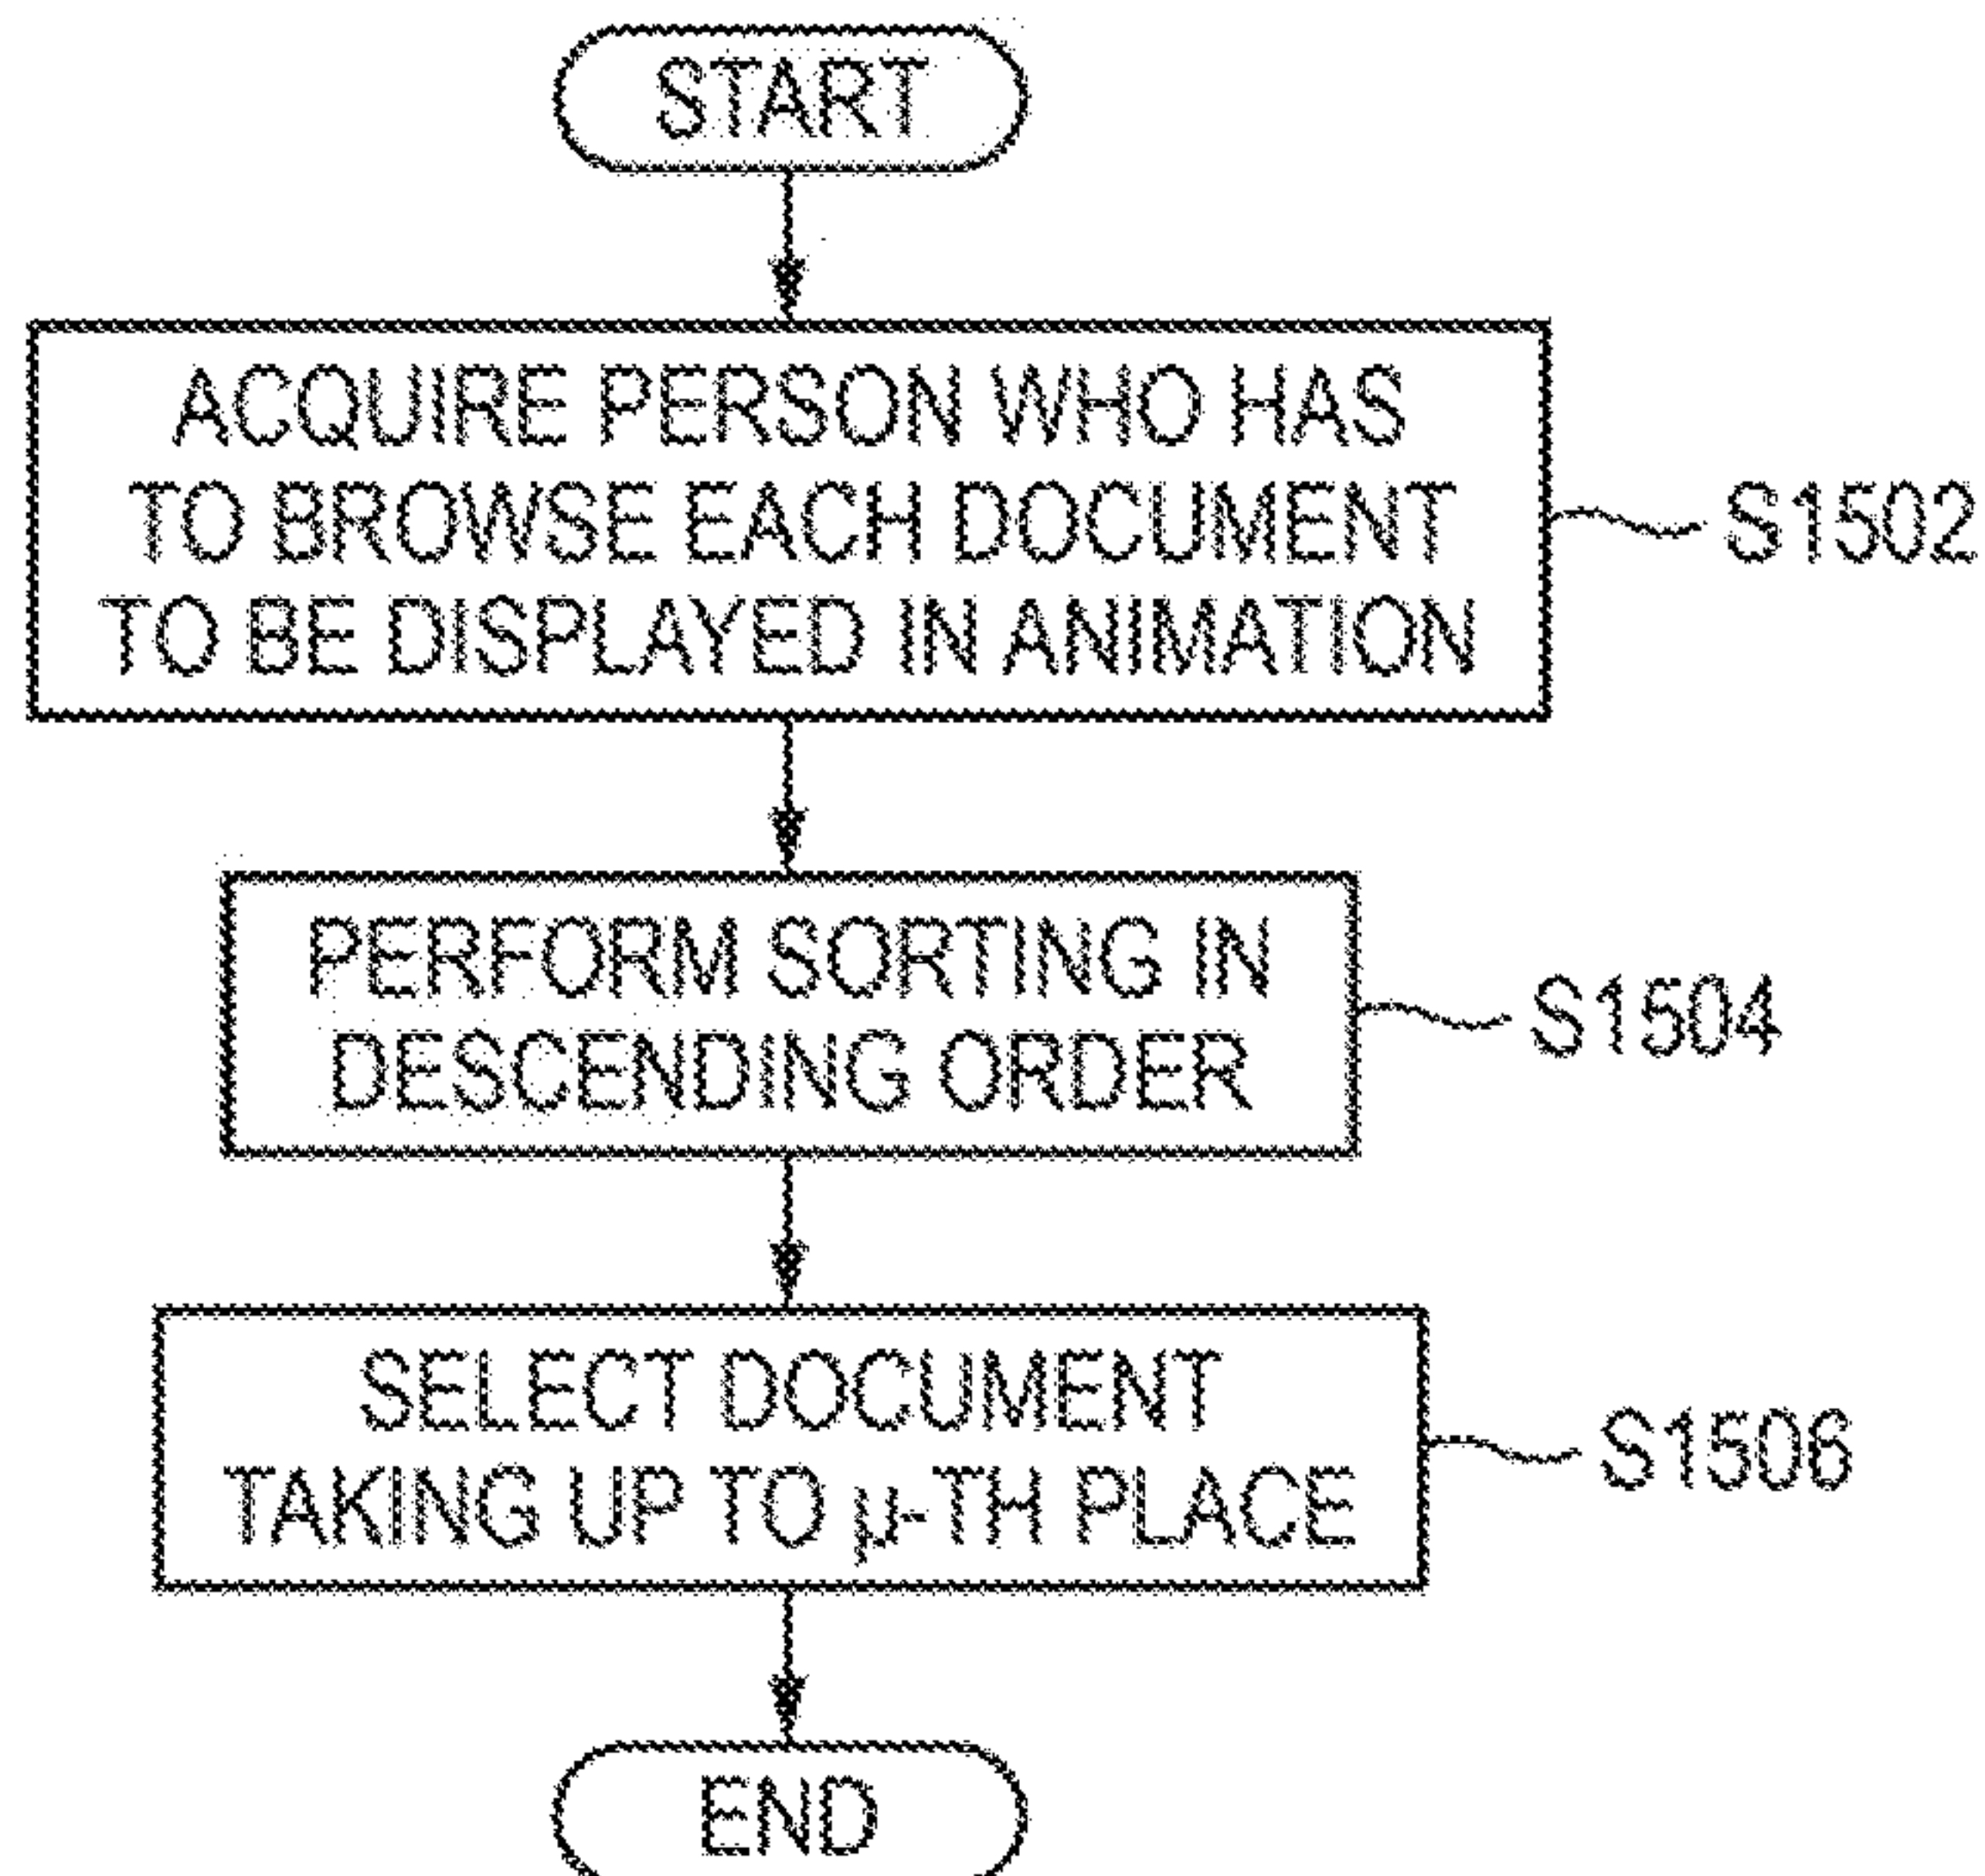 START
ACQUIRE PERSON WHO HAS
TO BROWSE EACH DOCUMENT
TO BE DISPLAYED IN ANIMATION
S1502
PERFORM SORTING IN
DESCENDING ORDER
S1504
SELECT DOCUMENT
TAKING UP TO μ-TH PLACE
S1506
END